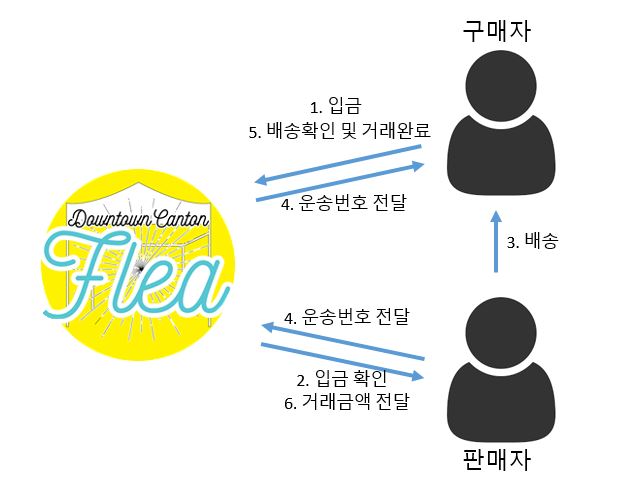 구매자
1. 입금
5. 배송확인 및 거래완료
4. 운송번호 전달
Downtown Canton
Flea
3. 배송
4. 운송번호 전달
2. 입금 확인
6. 거래금액 전달
판매자